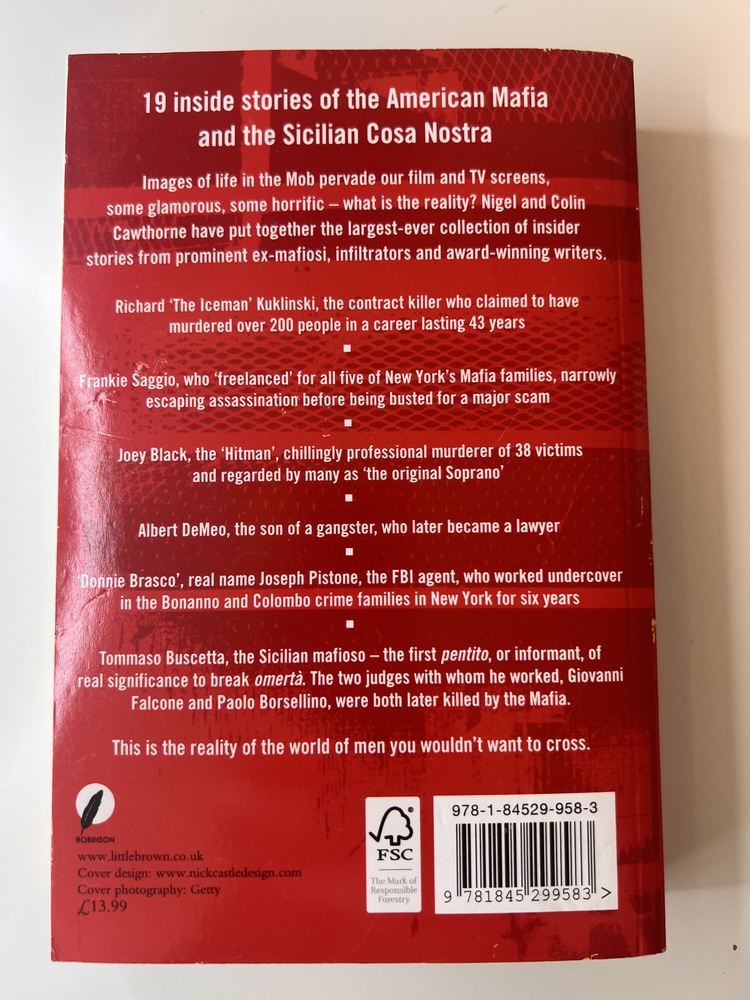 19 inside stories of the American Mafia
and the Sicilian Cosa Nostra
Images of life in the Mob pervade our film and TV screens,
some glamorous, some horrific – what is the reality? Nigel and Colin
Cawthorne have put together the largest-ever collection of insider
stories from prominent ex-mafiosi, infiltrators and award-winning writers.
Richard ‘The Iceman’ Kuklinski, the contract killer who claimed to have
murdered over 200 people in a career lasting 43 years
Frankie Saggio, who ‘freelanced’ for all five of New York’s Mafia families, narrowly
escaping assassination before being busted for a major scam
Joey Black, the ‘Hitman’, chillingly professional murderer of 38 victims
and regarded by many as ‘the original Soprano’
Albert DeMeo, the son of a gangster, who later became a lawyer
‘Donnie Brasco’, real name Joseph Pistone, the FBI agent, who worked undercover
in the Bonanno and Colombo crime families in New York for six years
Tommaso Buscetta, the Sicilian mafioso – the first pentito, or informant, of
real significance to break omertà. The two judges with whom he worked, Giovanni
Falcone and Paolo Borsellino, were both later killed by the Mafia.
This is the reality of the world of men you wouldn’t want to cross.
ROBINSON
www.littlebrown.co.uk
Cover design: www.nickcastledesign.com
Cover photography: Getty
£13.99
®
FSC
The Mark of
Responsible
Forestry
978-1-84529-958-3
9 781845 299583 >